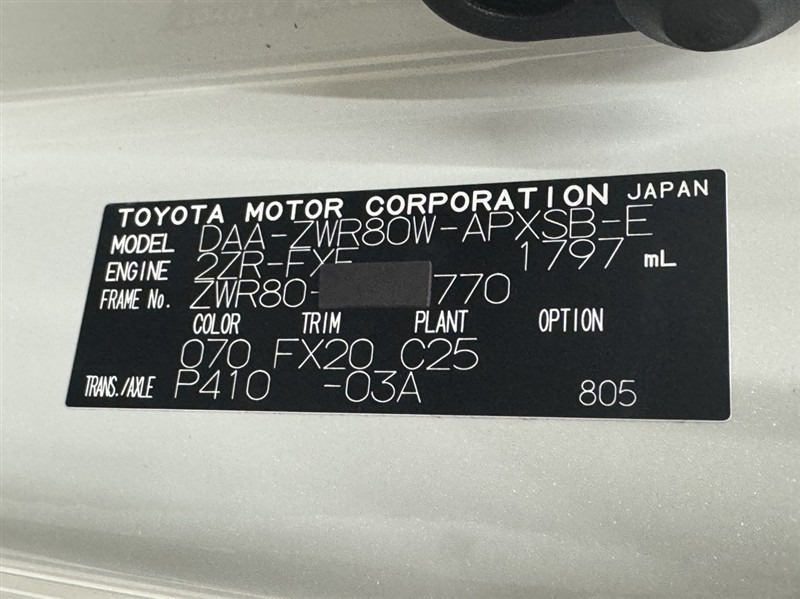 TOYOTA MOTOR CORPORATION JAPAN
MODEL DAA-ZWR80W-APXSB-E
ENGINE 2ZR-FXE 1797 mL
FRAME No. ZWR80- 770
COLOR TRIM PLANT OPTION
070 FX20 C25
TRANS./AXLE P410 -03A 805